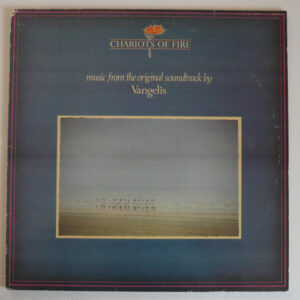 CHARIOTS OF FIRE
music from the original soundtrack by
Vangelis